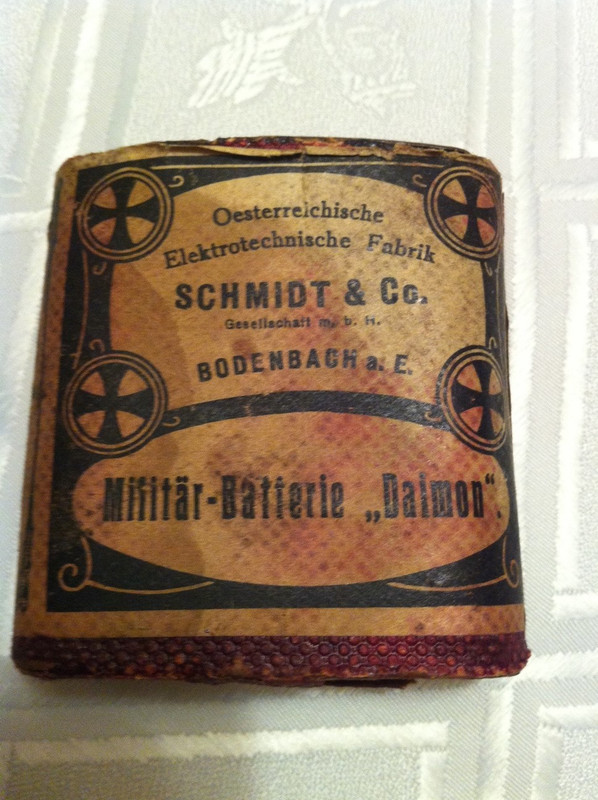 Oesterreichische
Elektrotechnische Fabrik
SCHMIDT & Co.
Gesellschaft m. b. H.
BODENBACH a. E.
Militär-Batterie „Daimon“.